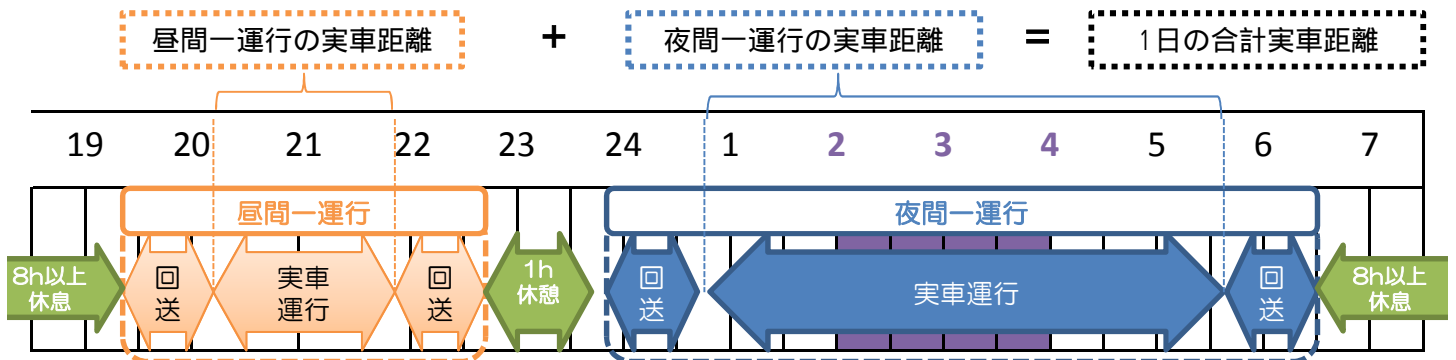 昼間一運行の実車距離 + 夜間一運行の実車距離 = 1日の合計実車距離
19 20 21 22 23 24 1 2 3 4 5 6 7
昼間一運行
夜間一運行
8h以上
休息
回
送
実車
運行
回
送
1h
休憩
回
送
実車運行
回
送
8h以上
休息